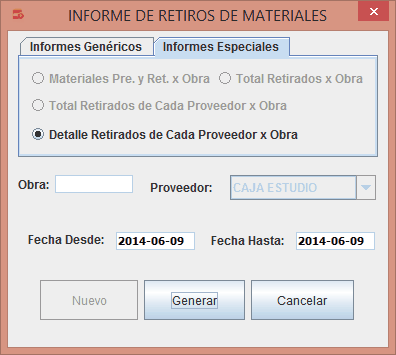 INFORME DE RETIROS DE MATERIALES
Informes Genéricos Informes Especiales
Materiales Pre. y Ret. x Obra Total Retirados x Obra
Total Retirados de Cada Proveedor x Obra
Detalle Retirados de Cada Proveedor x Obra
Obra: Proveedor: CAJA ESTUDIO
Fecha Desde: 2014-06-09 Fecha Hasta: 2014-06-09
Nuevo Generar Cancelar